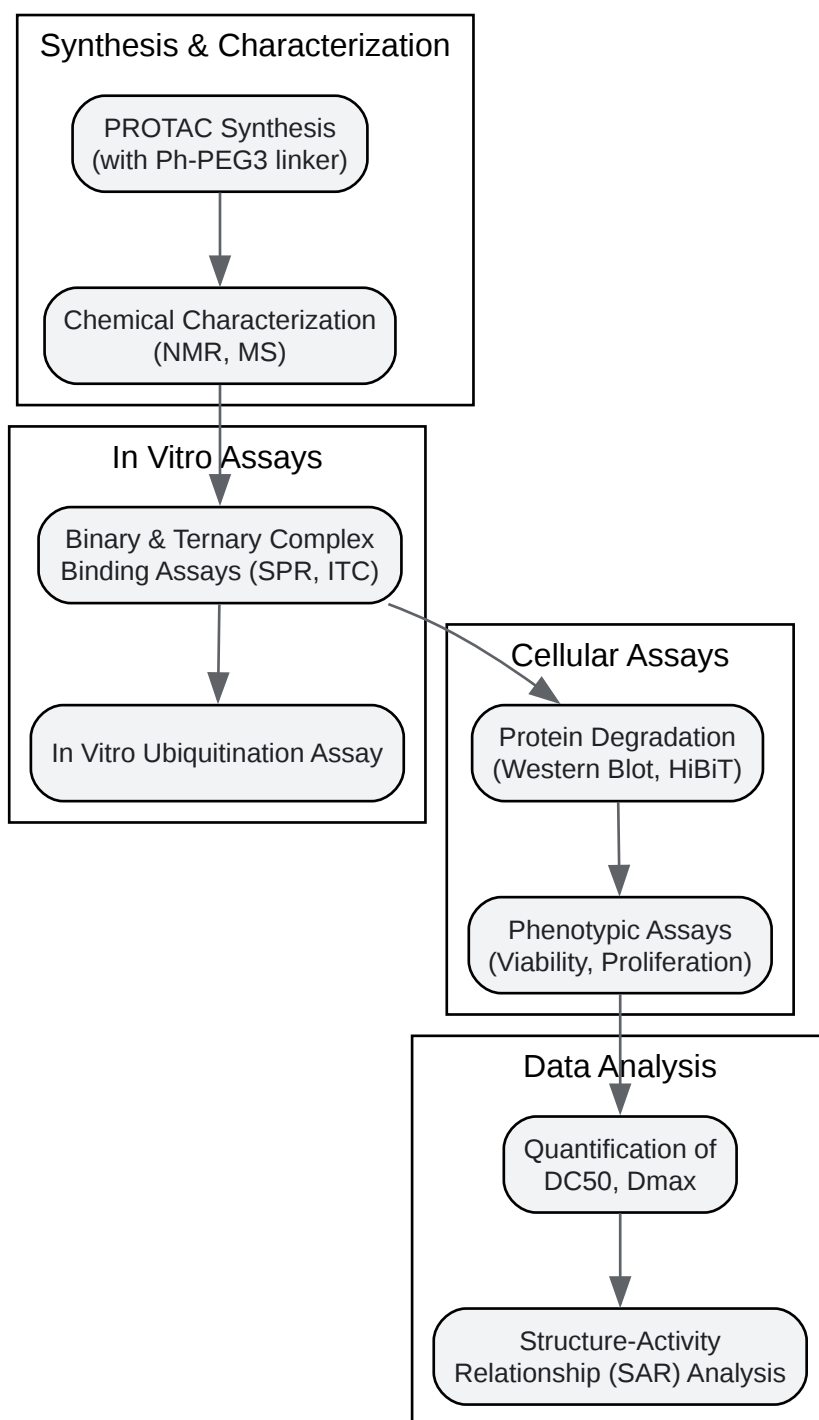 Synthesis & Characterization
PROTAC Synthesis
(with Ph-PEG3 linker)
Chemical Characterization
(NMR, MS)
In Vitro Assays
Binary & Ternary Complex
Binding Assays (SPR, ITC)
In Vitro Ubiquitination Assay
Cellular Assays
Protein Degradation
(Western Blot, HiBiT)
Phenotypic Assays
(Viability, Proliferation)
Data Analysis
Quantification of
DC50, Dmax
Structure-Activity
Relationship (SAR) Analysis